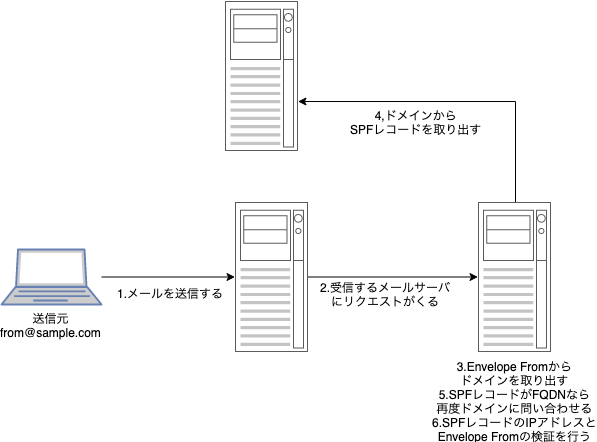 4,ドメインから
SPFレコードを取り出す
1.メールを送信する
2.受信するメールサーバ
にリクエストがくる
送信元
from@sample.com
3.Envelope Fromから
ドメインを取り出す
5.SPFレコードがFQDNなら
再度ドメインに問い合わせる
6.SPFレコードのIPアドレスと
Envelope Fromの検証を行う